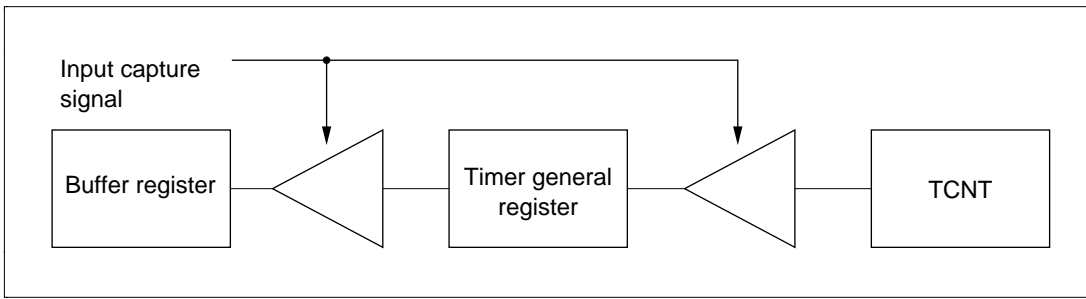 Input capture
signal
Buffer register
Timer general
register
TCNT